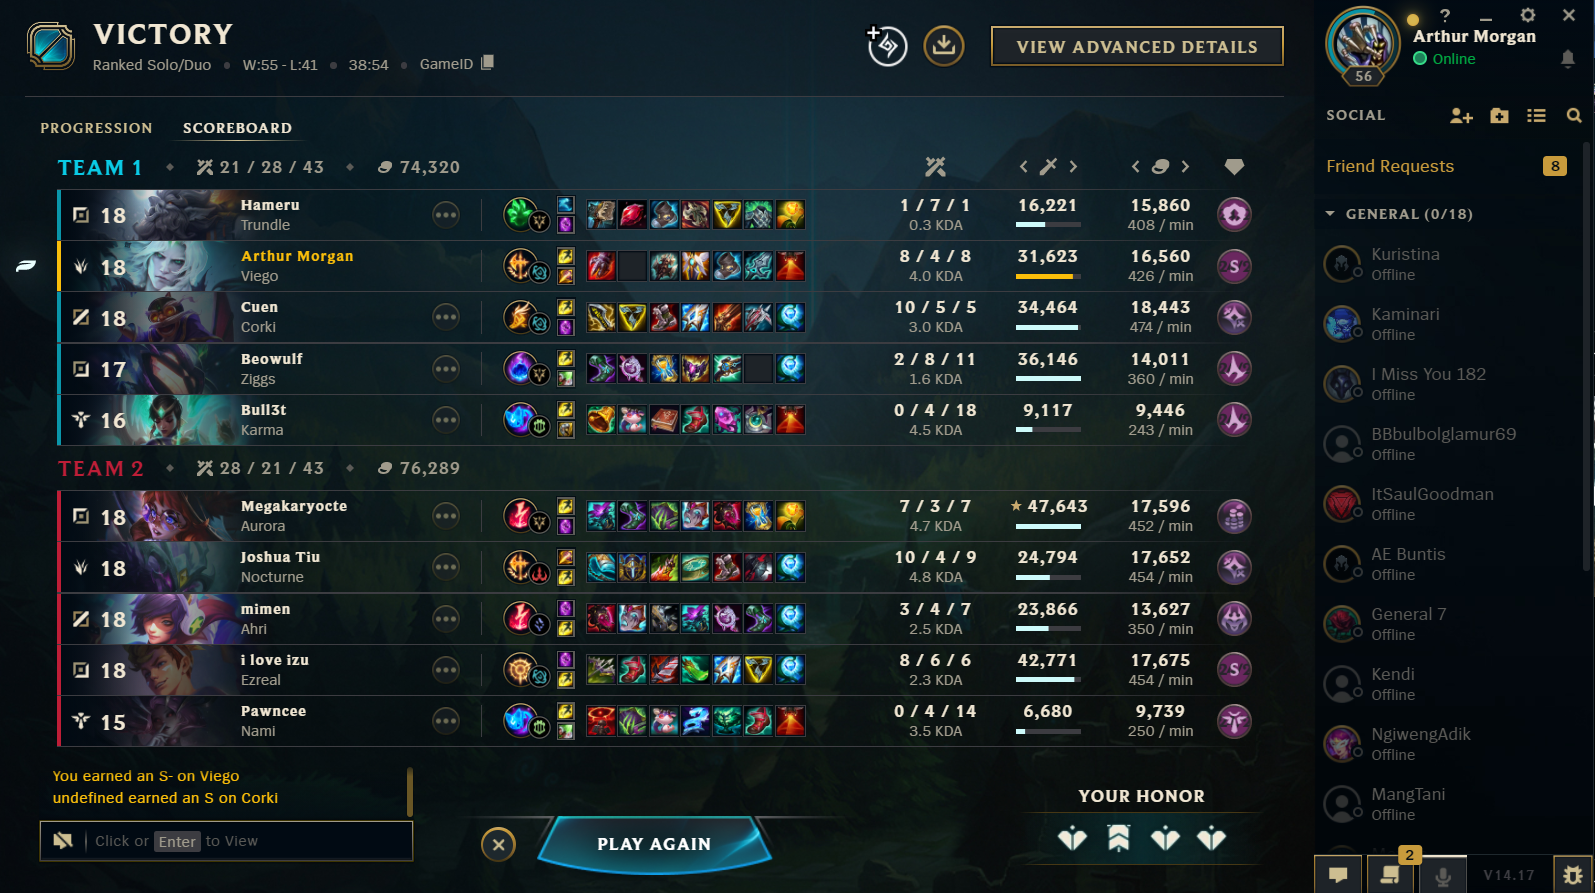 VICTORY
Ranked Solo/Duo • W:55 - L:41 • 38:54 • GameID
VIEW ADVANCED DETAILS
PROGRESSION SCOREBOARD
TEAM 1 21 / 28 / 43 74,320
18 Hameru 1 / 7 / 1 16,221 15,860
Trundle 0.3 KDA 408 / min
18 Arthur Morgan 8 / 4 / 8 31,623 16,560
Viego 4.0 KDA 426 / min S
18 Cuen 10 / 5 / 5 34,464 18,443
Corki 3.0 KDA 474 / min
17 Beowulf 2 / 8 / 11 36,146 14,011
Ziggs 1.6 KDA 360 / min
16 Bull3t 0 / 4 / 18 9,117 9,446
Karma 4.5 KDA 243 / min
TEAM 2 28 / 21 / 43 76,289
18 Megakaryocte 7 / 3 / 7 47,643 17,596
Aurora 4.7 KDA 452 / min
18 Joshua Tiu 10 / 4 / 9 24,794 17,652
Nocturne 4.8 KDA 454 / min
18 mimen 3 / 4 / 7 23,866 13,627
Ahri 2.5 KDA 350 / min
18 i love izu 8 / 6 / 6 42,771 17,675
Ezreal 2.3 KDA 454 / min S
15 Pawncee 0 / 4 / 14 6,680 9,739
Nami 3.5 KDA 250 / min
You earned an S- on Viego
undefined earned an S on Corki
Click or Enter to View
PLAY AGAIN
YOUR HONOR
?
Arthur Morgan
Online
56
SOCIAL
Friend Requests 8
GENERAL (0/18)
Kuristina
Offline
Kaminari
Offline
I Miss You 182
Offline
BBbulbolglamur69
Offline
ItSaulGoodman
Offline
AE Buntis
Offline
General 7
Offline
Kendi
Offline
NgiwengAdik
Offline
MangTani
Offline
2
V14.17